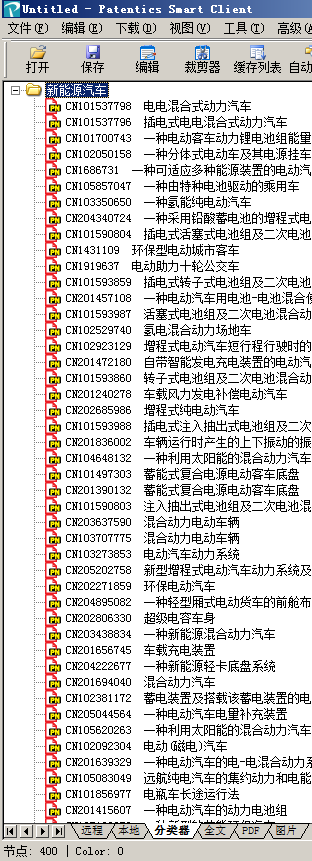 Untitled - Patentics Smart Client
文件(F) 编辑(E) 下载(D) 视图(V) 工具(T) 高级(A
打开 保存 编辑 裁剪器 缓存列表 自动
新能源汽车
CN101537798 电电混合式动力汽车
CN101537796 插电式电电混合式动力汽车
CN101700743 一种电动客车动力锂电池组能量
CN102050158 一种分体式电动车及其电源挂车
CN1686731 一种可适应多种能源装置的电动汽
CN105857047 一种由特种电池驱动的乘用车
CN103350650 一种氢能纯电动汽车
CN204340724 一种采用铅酸蓄电池的增程式电
CN101590804 插电式活塞式电池组及二次电池
CN1431109 环保型电动城市客车
CN1919637 电动助力十轮公交车
CN101593859 插电式转子式电池组及二次电池
CN201457108 一种电动汽车用电池-电池混合使
CN101593987 活塞式电池组及二次电池混合动
CN102529740 氢电混合动力场地车
CN102923129 增程式电动汽车短行程行驶时的
CN201472180 自带智能发电充电装置的电动汽
CN101593860 转子式电池组及二次电池混合动
CN201240278 车载风力发电补偿电动汽车
CN202685986 增程式纯电动汽车
CN101593988 插电式注入抽出式电池组及二次
CN201836002 车辆运行时产生的上下振动的振
CN104648132 一种利用太阳能的混合动力汽车
CN101497303 蓄能式复合电源电动客车底盘
CN201390132 蓄能式复合电源电动客车底盘
CN101590803 注入抽出式电池组及二次电池混
CN203637590 混合动力电动车辆
CN103707775 混合动力电动车辆
CN103273853 电动汽车动力系统
CN205202758 新型增程式电动汽车动力系统及
CN202271859 环保电动汽车
CN204895082 一种轻型厢式电动货车的前舱布
CN202806330 超级电容车身
CN203438834 一种新能源混合动力汽车
CN201656745 车载充电装置
CN204222677 一种新能源轻卡底盘系统
CN201694040 混合动力汽车
CN102381172 蓄电装置及搭载该蓄电装置的电
CN205044564 一种电动汽车电量补充装置
CN105620263 一种利用太阳能的混合动力汽车
CN102092304 电动(磁电)汽车
CN201639329 一种电动汽车的电-电混合动力系
CN105083049 远航纯电汽车的集约动力和电能
CN101856977 电瓶车长途运行法
CN201415607 一种电动汽车的动力电池组
远程 本地 分类器 全文 PDF 图片
节点: 400 | Color: 0